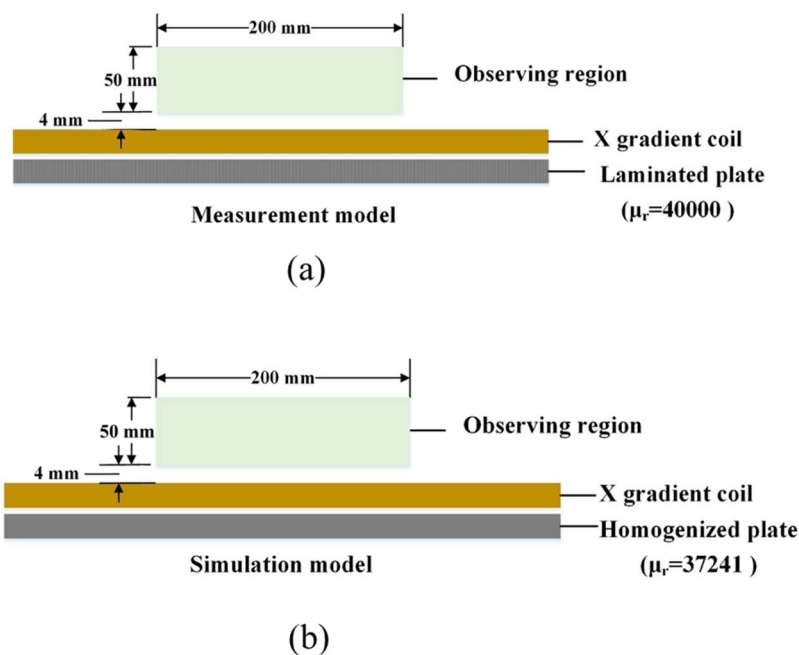 200 mm
50 mm
Observing region
4 mm
X gradient coil
Laminated plate
Measurement model
(μr=40000 )
(a)
200 mm
50 mm
Observing region
4 mm
X gradient coil
Homogenized plate
Simulation model
(μr=37241 )
(b)